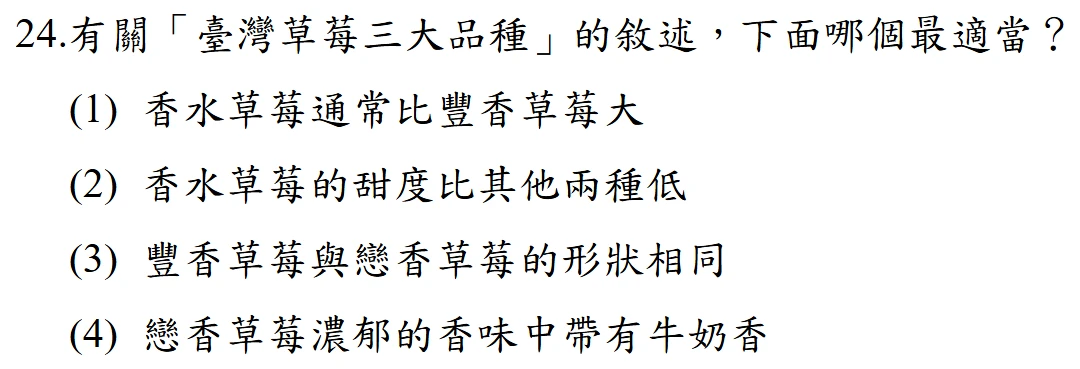 24.有關「臺灣草莓三大品種」的敘述，下面哪個最適當？
(1) 香水草莓通常比豐香草莓大
(2) 香水草莓的甜度比其他兩種低
(3) 豐香草莓與戀香草莓的形狀相同
(4) 戀香草莓濃郁的香味中帶有牛奶香